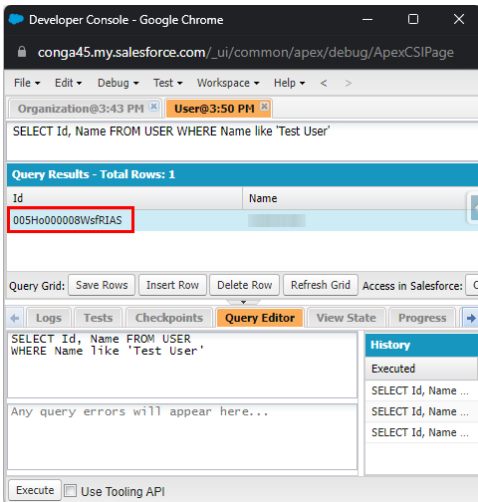 Developer Console - Google Chrome
conga45.my.salesforce.com/_ui/common/apex/debug/ApexCSIPage
File Edit Debug Test Workspace Help < >
Organization@3:43 PM User@3:50 PM
SELECT Id, Name FROM USER WHERE Name like 'Test User'
Query Results - Total Rows: 1
Id Name
005Ho000008WsfRIAS
Query Grid: Save Rows Insert Row Delete Row Refresh Grid Access in Salesforce:
Logs Tests Checkpoints Query Editor View State Progress
SELECT Id, Name FROM USER
WHERE Name like 'Test User'
History
Executed
SELECT Id, Name ...
SELECT Id, Name ...
SELECT Id, Name ...
Any query errors will appear here...
Execute Use Tooling API